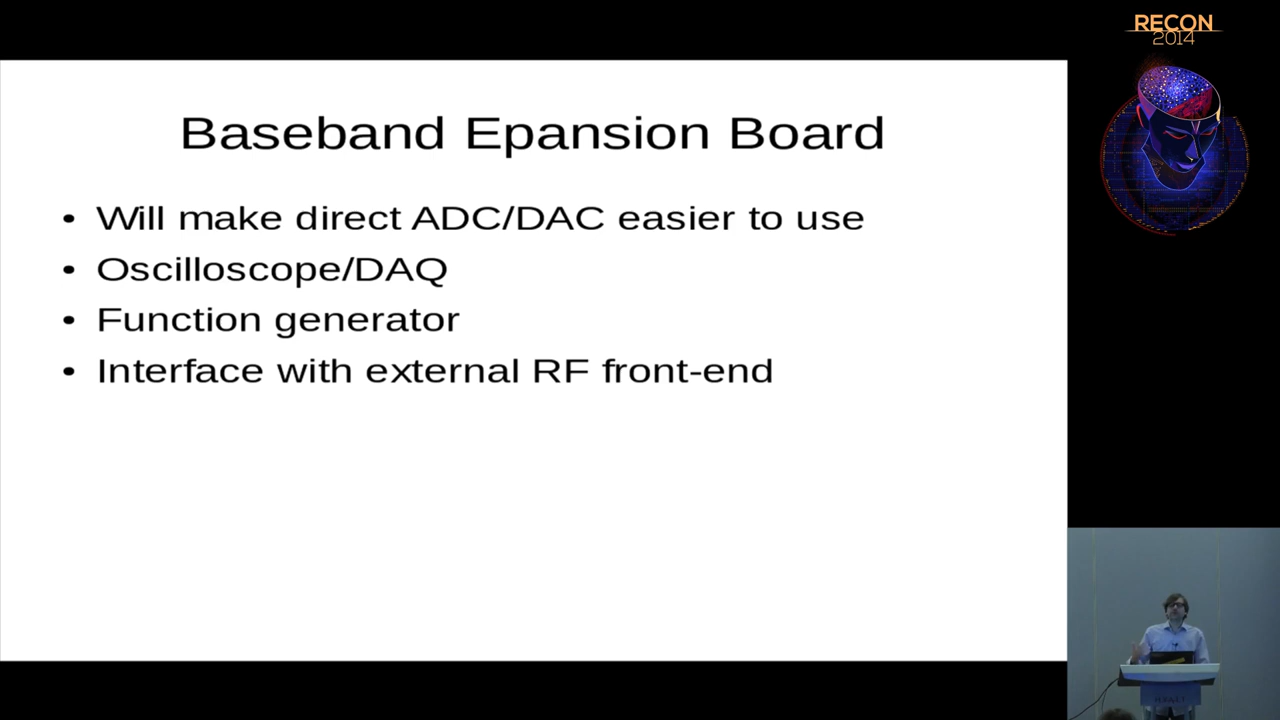 RECON
2014
Baseband Epansion Board
• Will make direct ADC/DAC easier to use
• Oscilloscope/DAQ
• Function generator
• Interface with external RF front-end